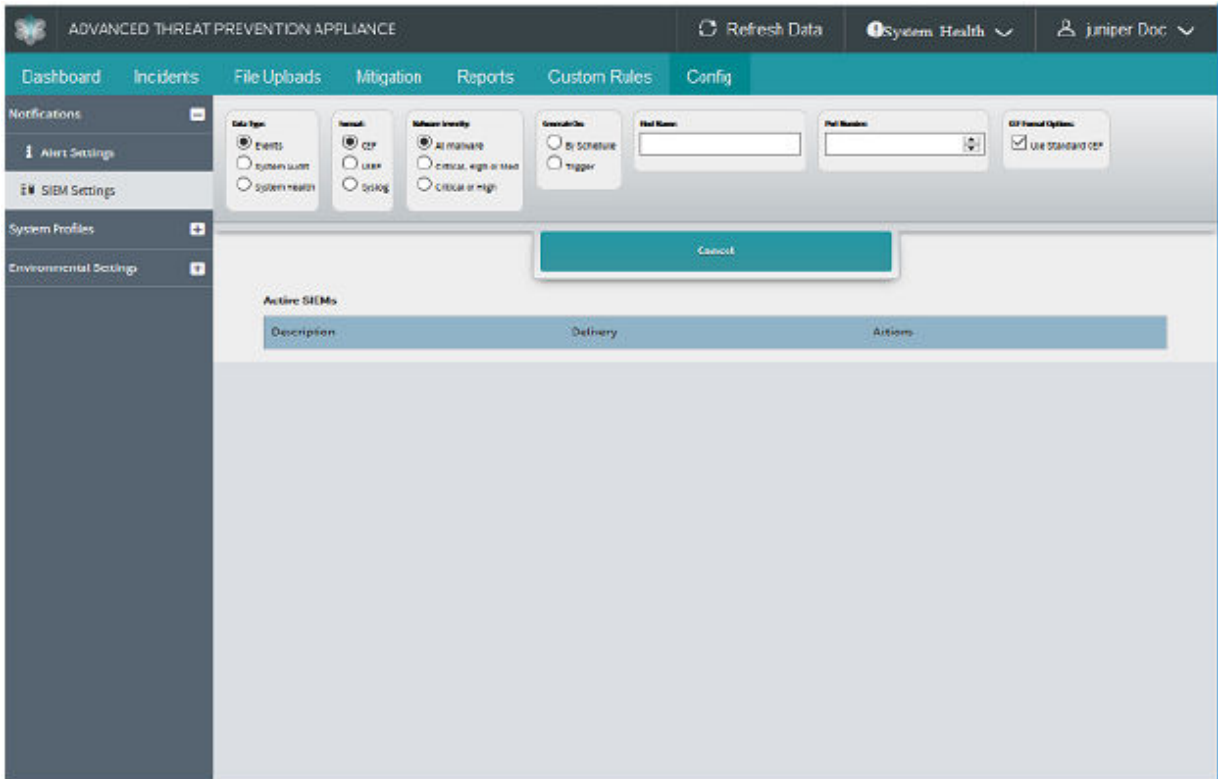 ADVANCED THREAT PREVENTION APPLIANCE Refresh Data System Health juniper Doc
Dashboard Incidents File Uploads Mitigation Reports Custom Rules Config
Notifications
Alert Settings
SIEM Settings
System Profiles
Environmental Settings
Data Type:
Events
System Audit
System Health
Format:
CEF
LEEF
Syslog
Malware Severity:
All malware
Critical, High or Med
Critical or High
Generate On:
By Schedule
Trigger
Host Name:
Port Number:
CEF Format Options:
Use Standard CEF
Cancel
Active SIEMs
Description Delivery Actions